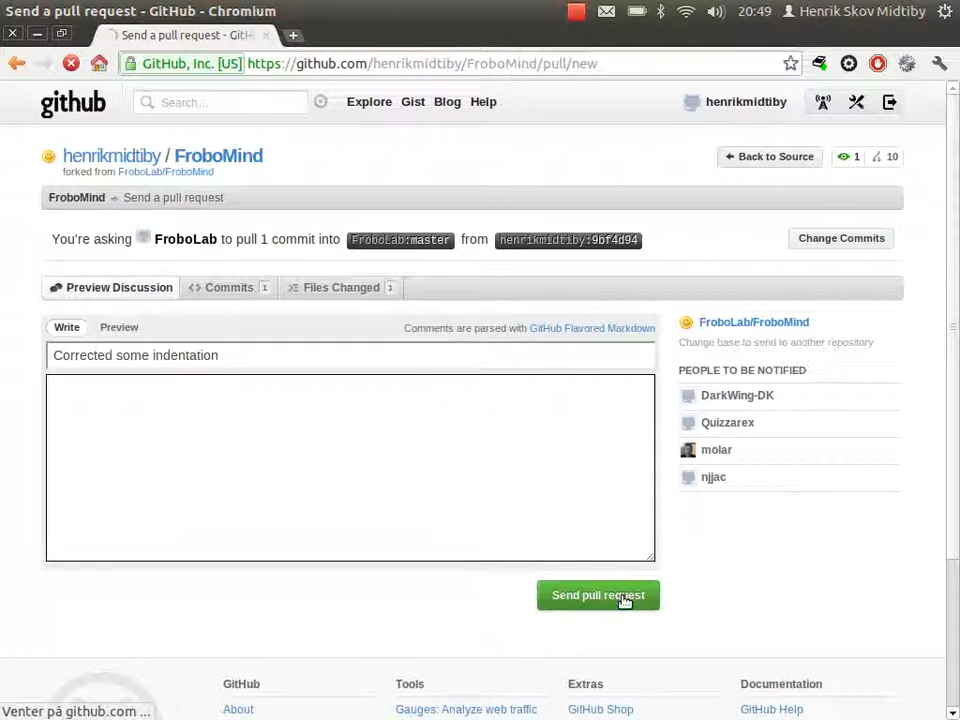 Send a pull request - GitHub - Chromium
20:49
Henrik Skov Midtiby
Send a pull request - GitH
GitHub, Inc. [US]
https://github.com/henrikmidtiby/FroboMind/pull/new
github
Search...
Explore Gist Blog Help
henrikmidtiby
henrikmidtiby / FroboMind
forked from FroboLab/FroboMind
Back to Source
1
10
FroboMind
Send a pull request
You're asking FroboLab to pull 1 commit into FroboLab:master from henrikmidtiby:9bf4d94
Change Commits
Preview Discussion
Commits 1
Files Changed 1
Write
Preview
Comments are parsed with GitHub Flavored Markdown
Corrected some indentation
FroboLab/FroboMind
Change base to send to another repository
PEOPLE TO BE NOTIFIED
DarkWing-DK
Quizzarex
molar
njjac
Send pull request
GitHub
Tools
Extras
Documentation
About
Gauges: Analyze web traffic
GitHub Shop
GitHub Help
Venter på github.com ...